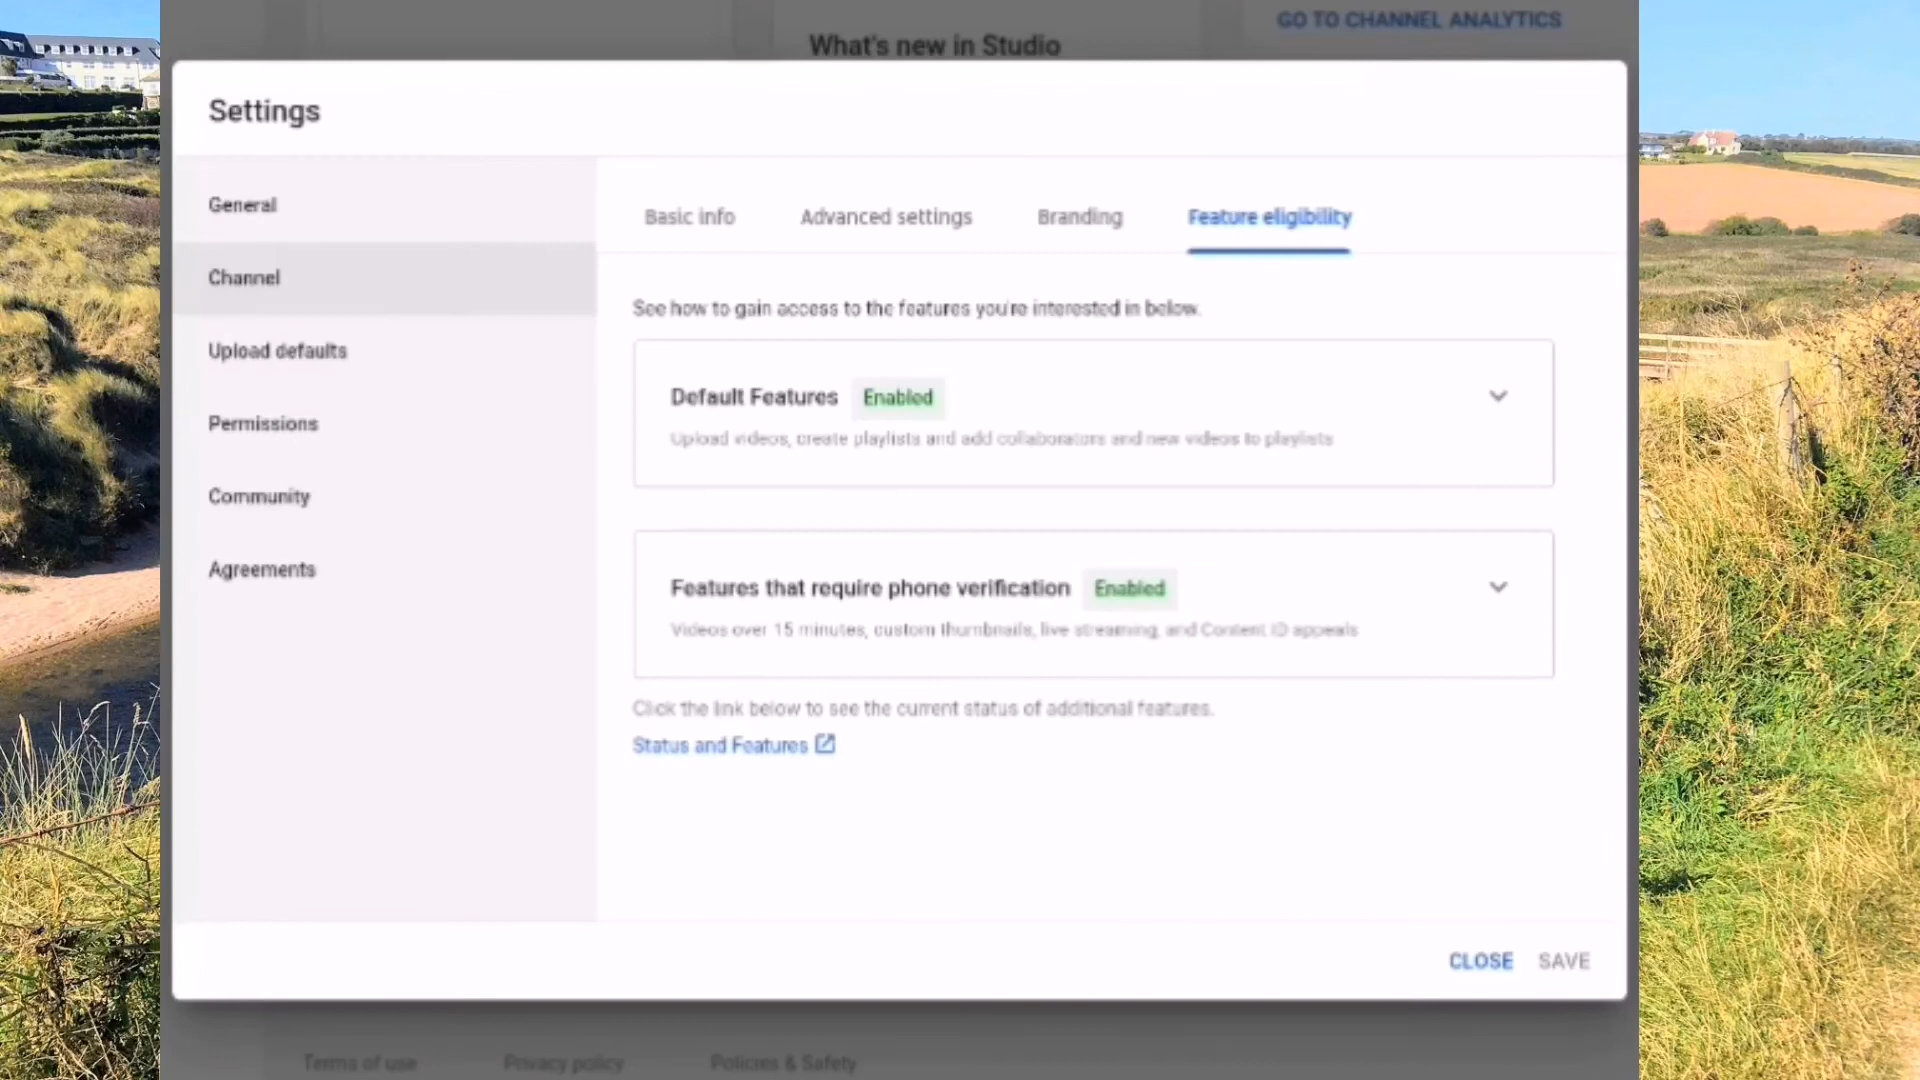 GO TO CHANNEL ANALYTICS
What's new in Studio
Settings
General
Channel
Upload defaults
Permissions
Community
Agreements
Basic info
Advanced settings
Branding
Feature eligibility
See how to gain access to the features you're interested in below.
Default Features
Enabled
Upload videos, create playlists and add collaborators and new videos to playlists
Features that require phone verification
Enabled
Videos over 15 minutes, custom thumbnails, live streaming, and Content ID appeals
Click the link below to see the current status of additional features.
Status and Features
CLOSE
SAVE
Terms of use
Privacy policy
Policies & Safety